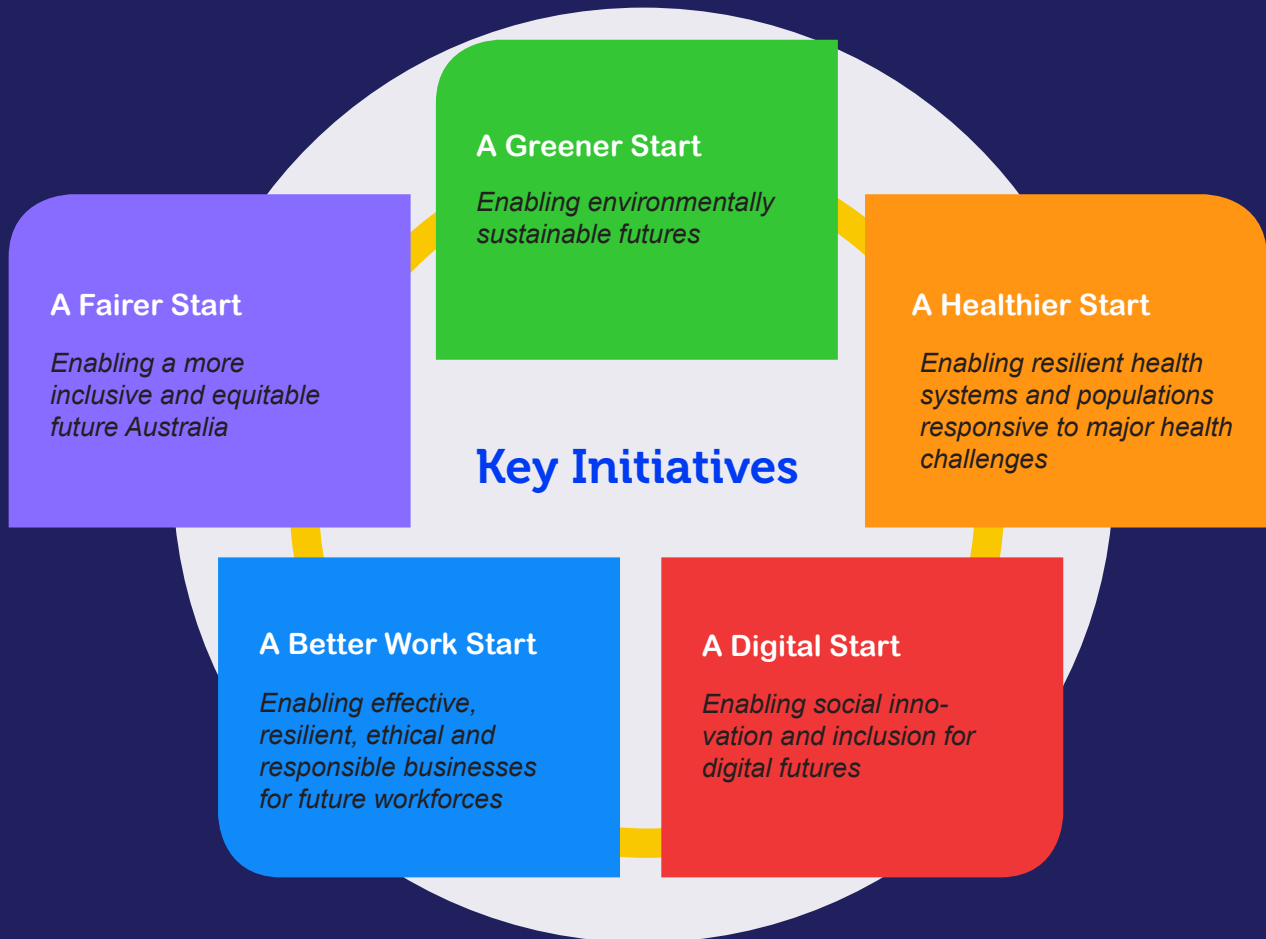 A Greener Start
Enabling environmentally
sustainable futures
A Fairer Start
Enabling a more
inclusive and equitable
future Australia
A Healthier Start
Enabling resilient health
systems and populations
responsive to major health
challenges
Key Initiatives
A Better Work Start
Enabling effective,
resilient, ethical and
responsible businesses
for future workforces
A Digital Start
Enabling social inno-
vation and inclusion for
digital futures